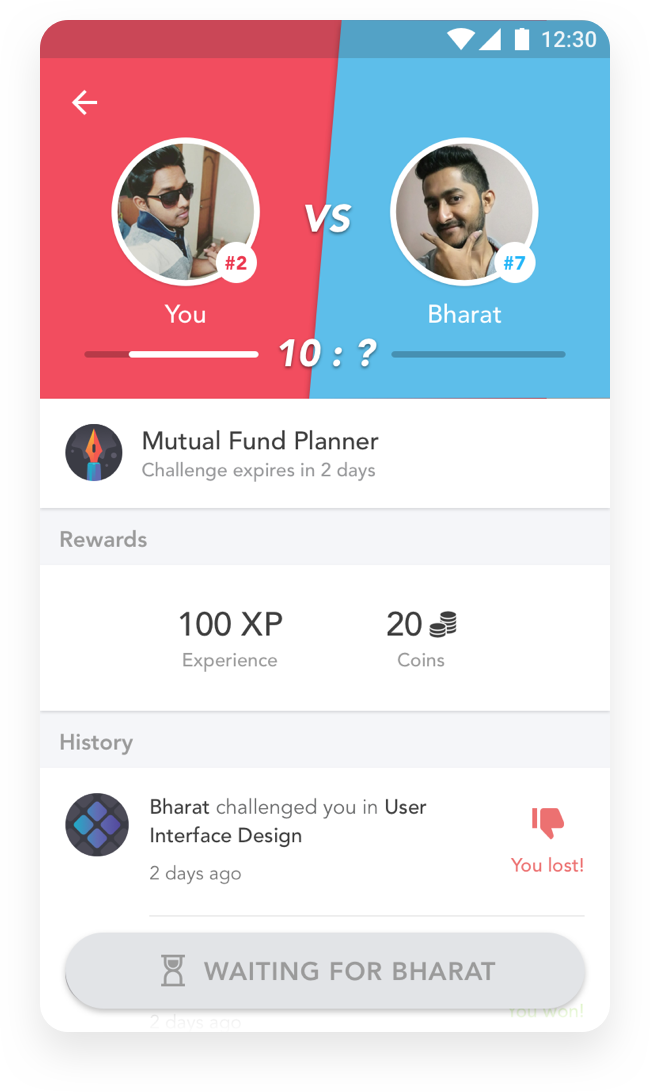 12:30
VS
#2
#7
You
Bharat
10 : ?
Mutual Fund Planner
Challenge expires in 2 days
Rewards
100 XP
20
Experience
Coins
History
Bharat challenged you in User
Interface Design
You lost!
2 days ago
WAITING FOR BHARAT
You won!
2 days ago